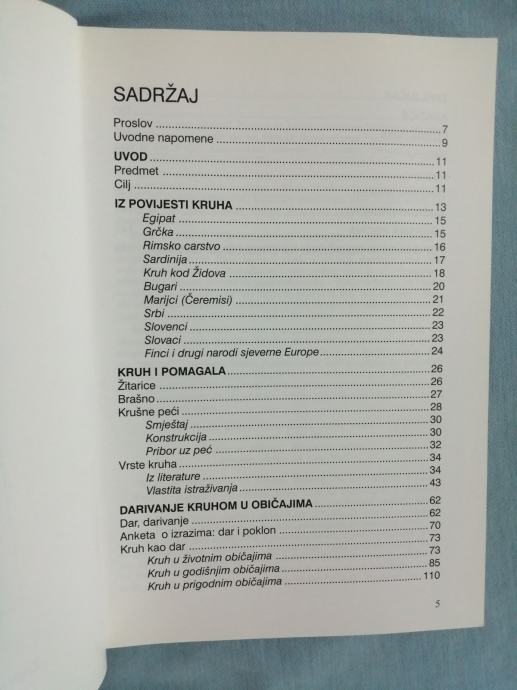 SADRŽAJ
Proslov ........ 7
Uvodne napomene ........ 9
UVOD ........ 11
Predmet ........ 11
Cilj ........ 11
IZ POVIJESTI KRUHA ........ 13
Egipat ........ 15
Grčka ........ 15
Rimsko carstvo ........ 16
Sardinija ........ 17
Kruh kod Židova ........ 18
Bugari ........ 20
Marijci (Čeremisi) ........ 21
Srbi ........ 22
Slovenci ........ 23
Slovaci ........ 23
Finci i drugi narodi sjeverne Europe ........ 24
KRUH I POMAGALA ........ 26
Žitarice ........ 26
Brašno ........ 27
Krušne peći ........ 28
Smještaj ........ 30
Konstrukcija ........ 30
Pribor uz peć ........ 32
Vrste kruha ........ 34
Iz literature ........ 34
Vlastita istraživanja ........ 43
DARIVANJE KRUHOM U OBIČAJIMA ........ 62
Dar, darivanje ........ 62
Anketa o izrazima: dar i poklon ........ 70
Kruh kao dar ........ 73
Kruh u životnim običajima ........ 73
Kruh u godišnjim običajima ........ 85
Kruh u prigodnim običajima ........ 110
5